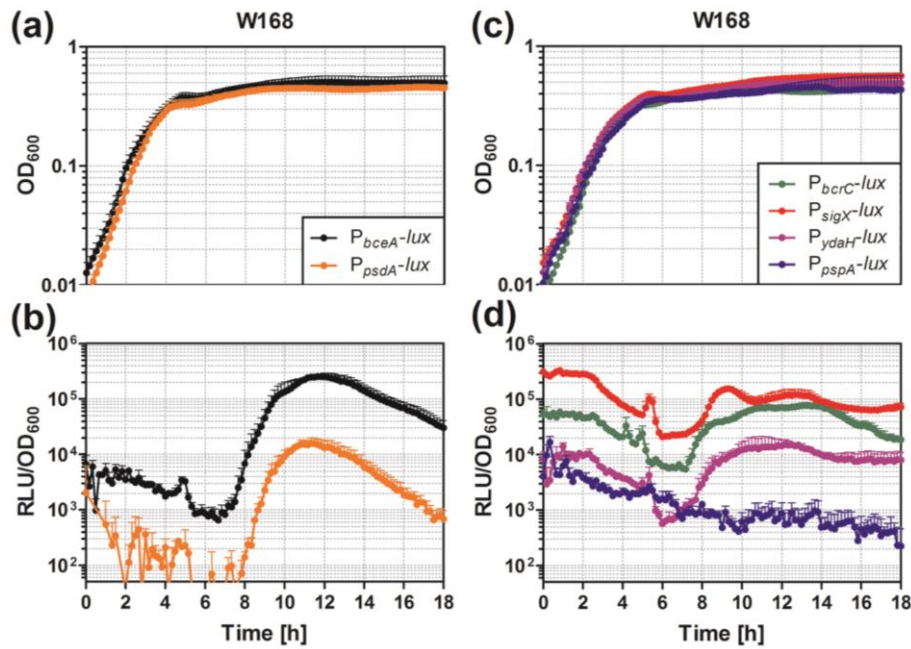 (a)
W168
OD600
1
0.1
0.01
PbceA-lux
PpsdA-lux
(c)
W168
OD600
1
0.1
0.01
PbcrC-lux
PsigX-lux
PydaH-lux
PpspA-lux
(b)
RLU/OD600
10^6
10^5
10^4
10^3
10^2
0 2 4 6 8 10 12 14 16 18
Time [h]
(d)
RLU/OD600
10^6
10^5
10^4
10^3
10^2
0 2 4 6 8 10 12 14 16 18
Time [h]